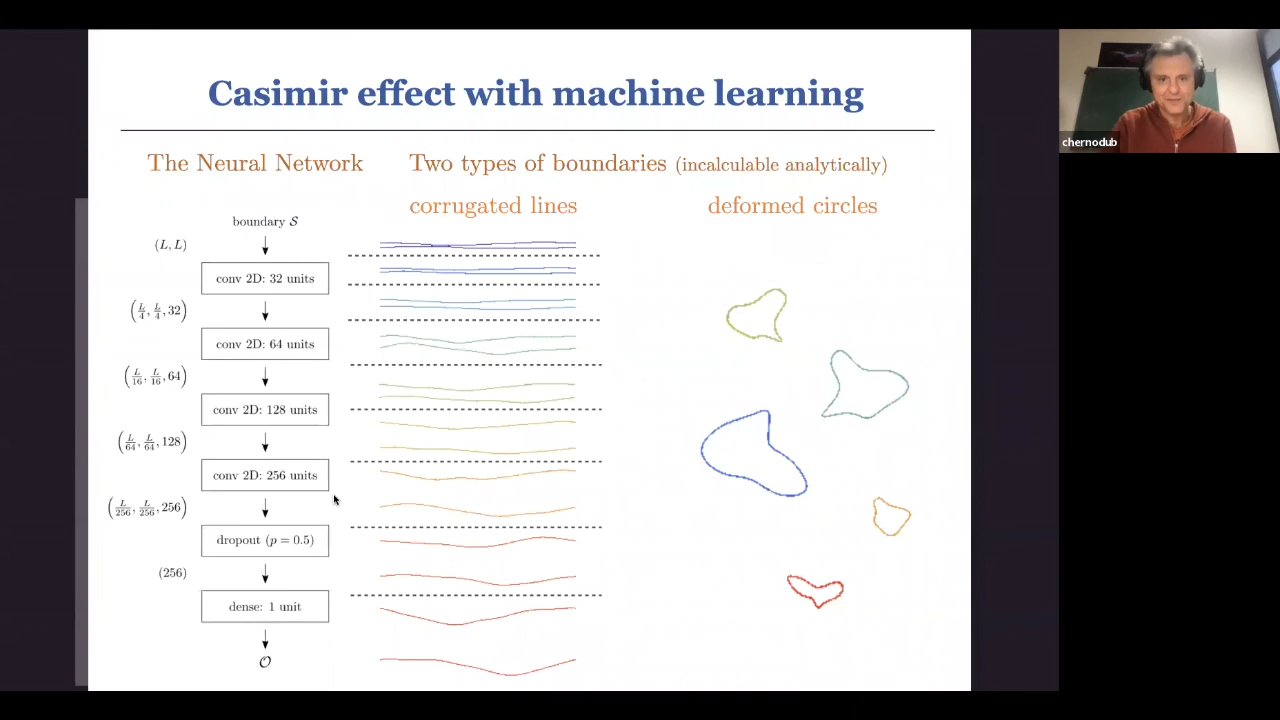 Casimir effect with machine learning
The Neural Network
Two types of boundaries (incalculable analytically)
corrugated lines
deformed circles
boundary 𝒮
(L, L)
conv 2D: 32 units
(L/4, L/4, 32)
conv 2D: 64 units
(L/16, L/16, 64)
conv 2D: 128 units
(L/64, L/64, 128)
conv 2D: 256 units
(L/256, L/256, 256)
dropout (p = 0.5)
(256)
dense: 1 unit
𝒪
chernodub